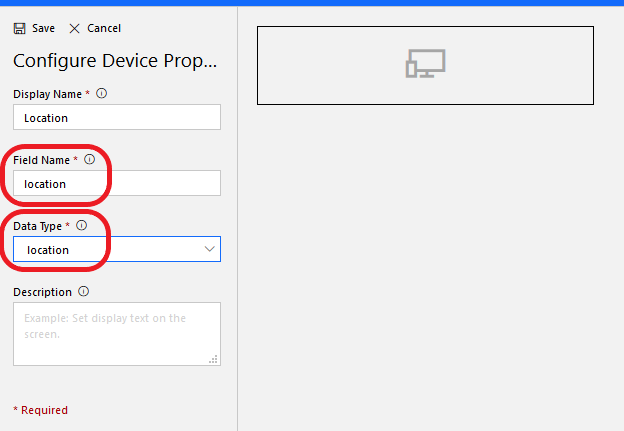 Save Cancel
Configure Device Prop...
Display Name *
Location
Field Name *
location
Data Type *
location
Description
Example: Set display text on the
screen.
* Required